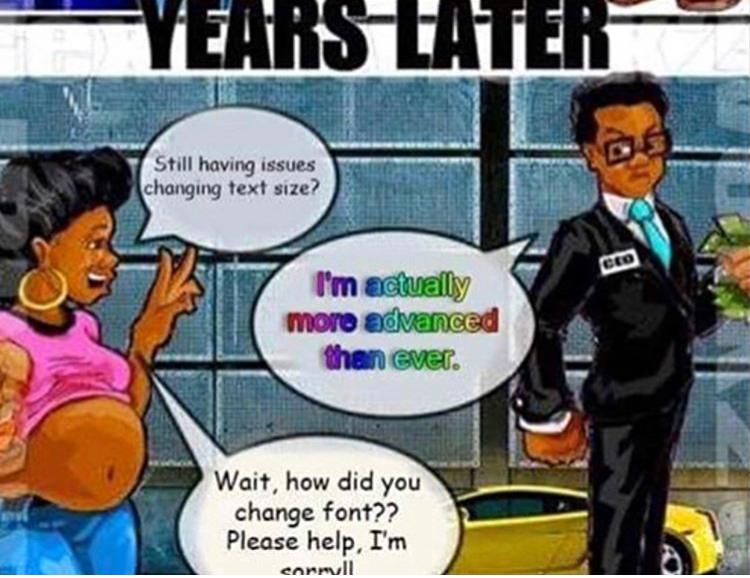 YEARS LATER
Still having issues
changing text size?
CEO
I'm actually
more advanced
than ever.
Wait, how did you
change font??
Please help, I'm
sorry!!